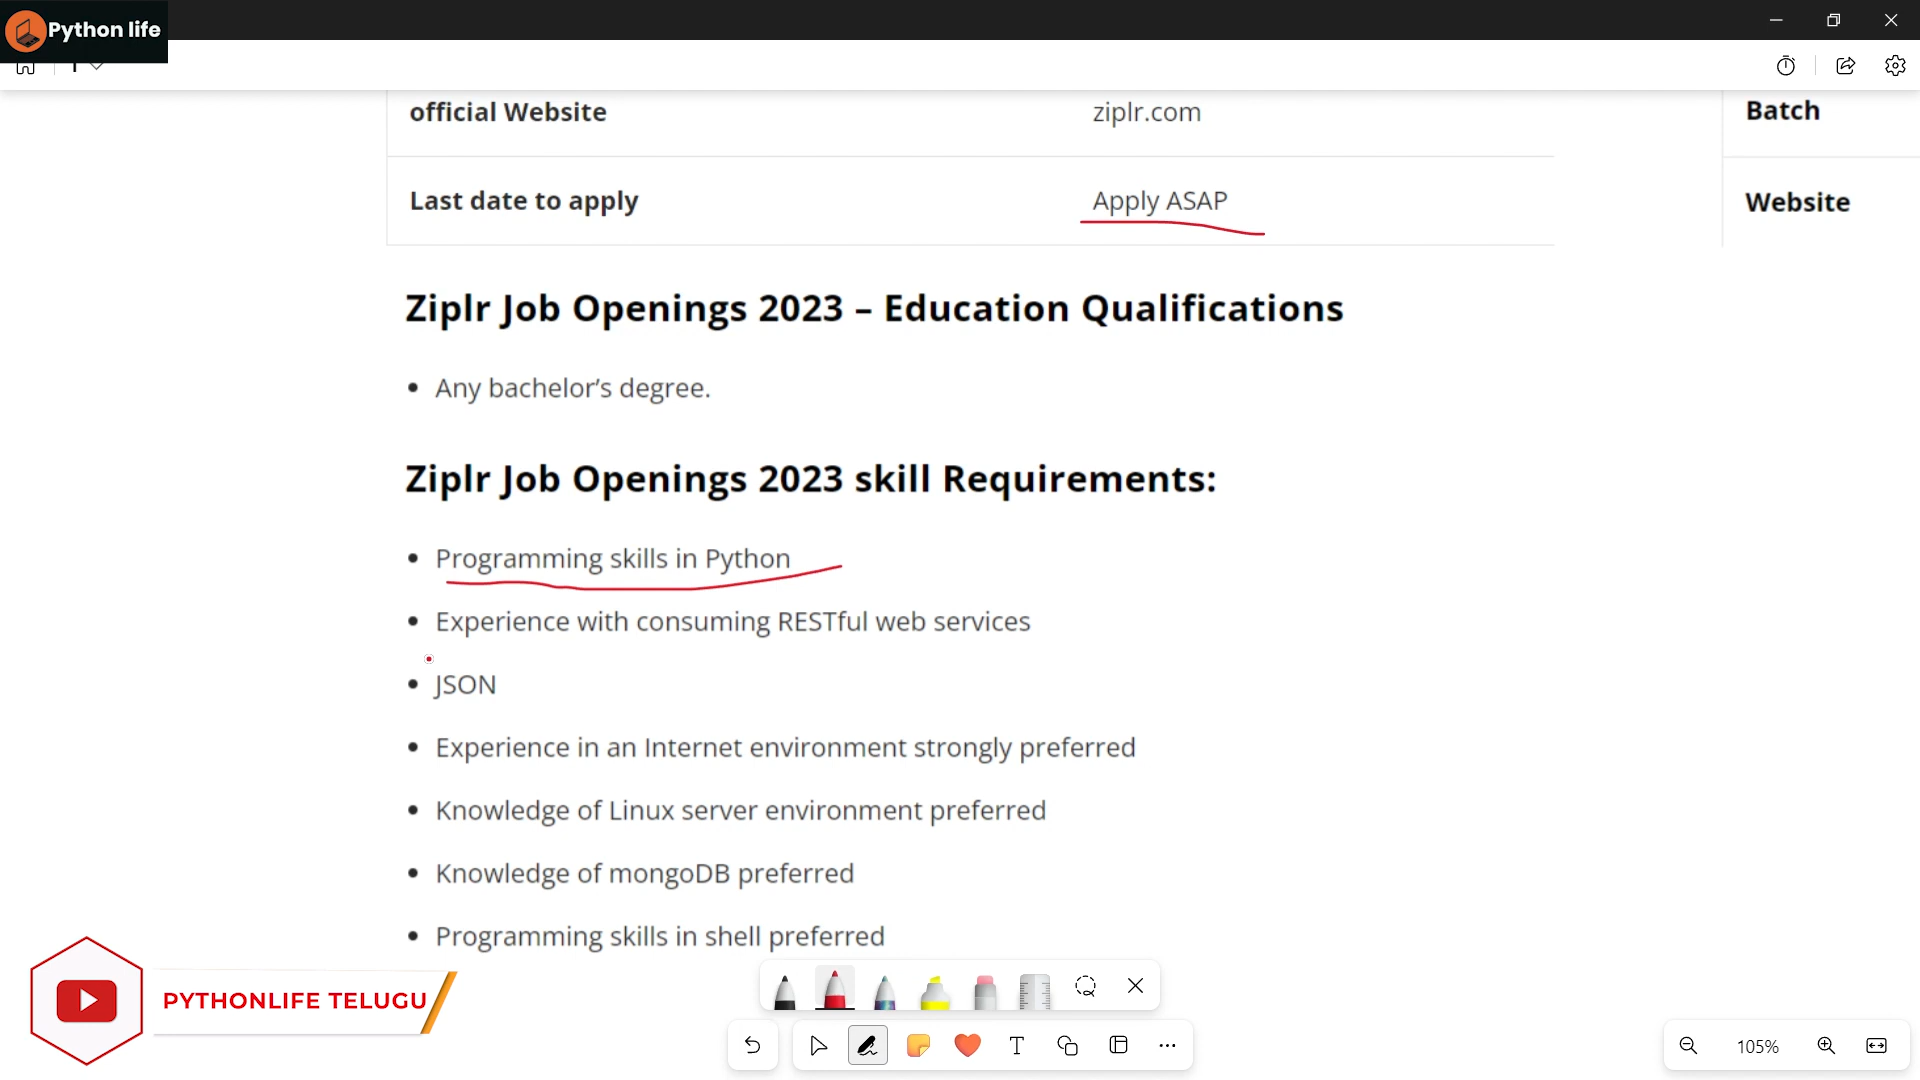 Python life
official Website
ziplr.com
Batch
Last date to apply
Apply ASAP
Website
Ziplr Job Openings 2023 – Education Qualifications
• Any bachelor’s degree.
Ziplr Job Openings 2023 skill Requirements:
• Programming skills in Python
• Experience with consuming RESTful web services
• JSON
• Experience in an Internet environment strongly preferred
• Knowledge of Linux server environment preferred
• Knowledge of mongoDB preferred
• Programming skills in shell preferred
PYTHONLIFE TELUGU
105%